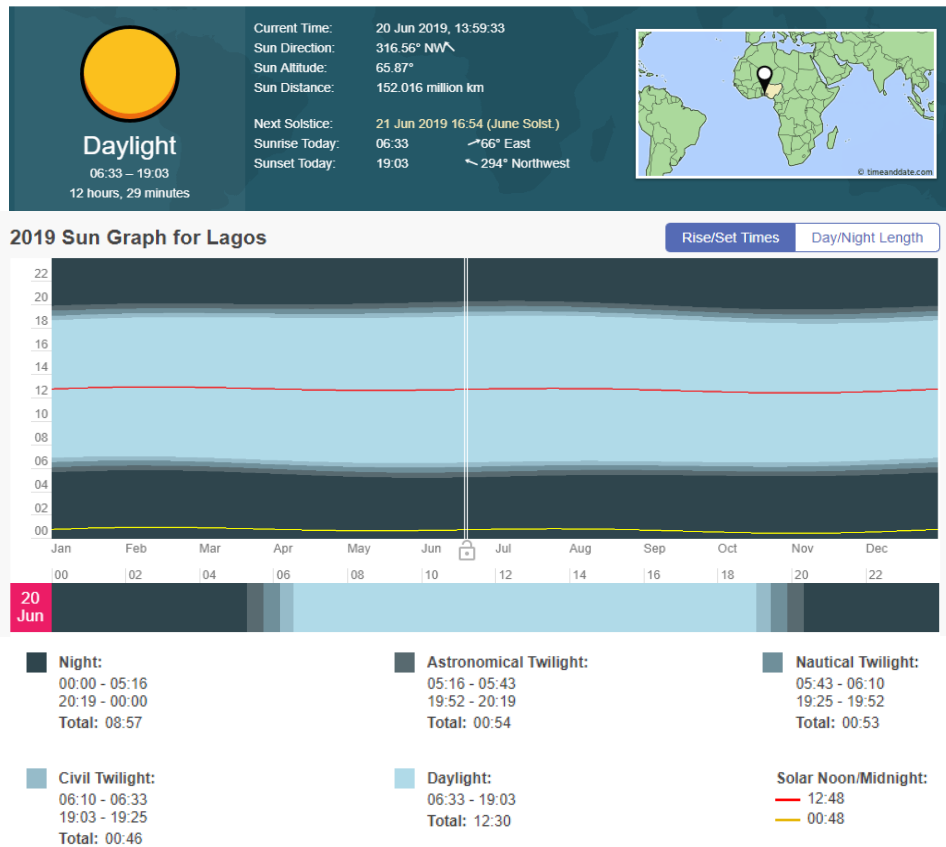 Current Time: 20 Jun 2019, 13:59:33
Sun Direction: 316.56° NW
Sun Altitude: 65.87°
Sun Distance: 152.016 million km
Next Solstice: 21 Jun 2019 16:54 (June Solst.)
Sunrise Today: 06:33 66° East
Sunset Today: 19:03 294° Northwest
Daylight
06:33 – 19:03
12 hours, 29 minutes
© timeanddate.com
2019 Sun Graph for Lagos
Rise/Set Times Day/Night Length
22
20
18
16
14
12
10
08
06
04
02
00
Jan Feb Mar Apr May Jun Jul Aug Sep Oct Nov Dec
00 02 04 06 08 10 12 14 16 18 20 22
20
Jun
Night:
00:00 - 05:16
20:19 - 00:00
Total: 08:57
Astronomical Twilight:
05:16 - 05:43
19:52 - 20:19
Total: 00:54
Nautical Twilight:
05:43 - 06:10
19:25 - 19:52
Total: 00:53
Civil Twilight:
06:10 - 06:33
19:03 - 19:25
Total: 00:46
Daylight:
06:33 - 19:03
Total: 12:30
Solar Noon/Midnight:
12:48
00:48